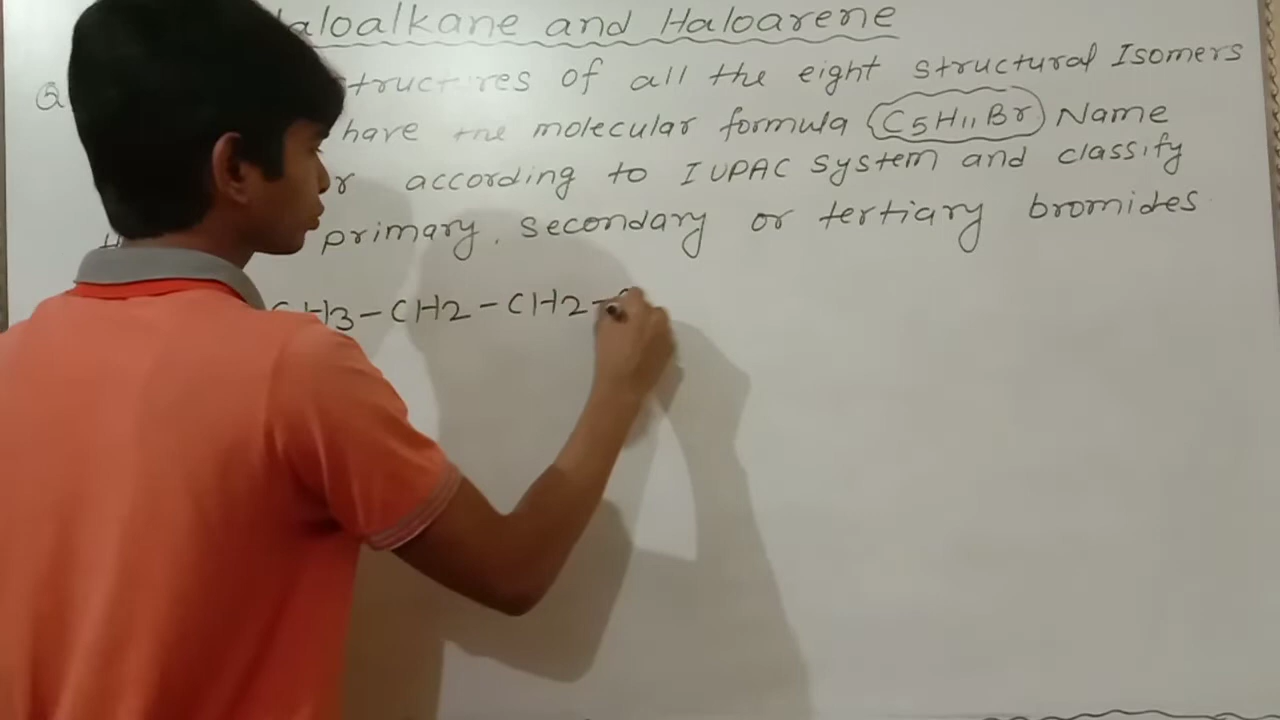 aloalkane and Haloarene
Q structures of all the eight structural Isomers
have the molecular formula C5H11Br Name
r according to IUPAC system and classify
primary, secondary or tertiary bromides.
CH3-CH2-CH2-